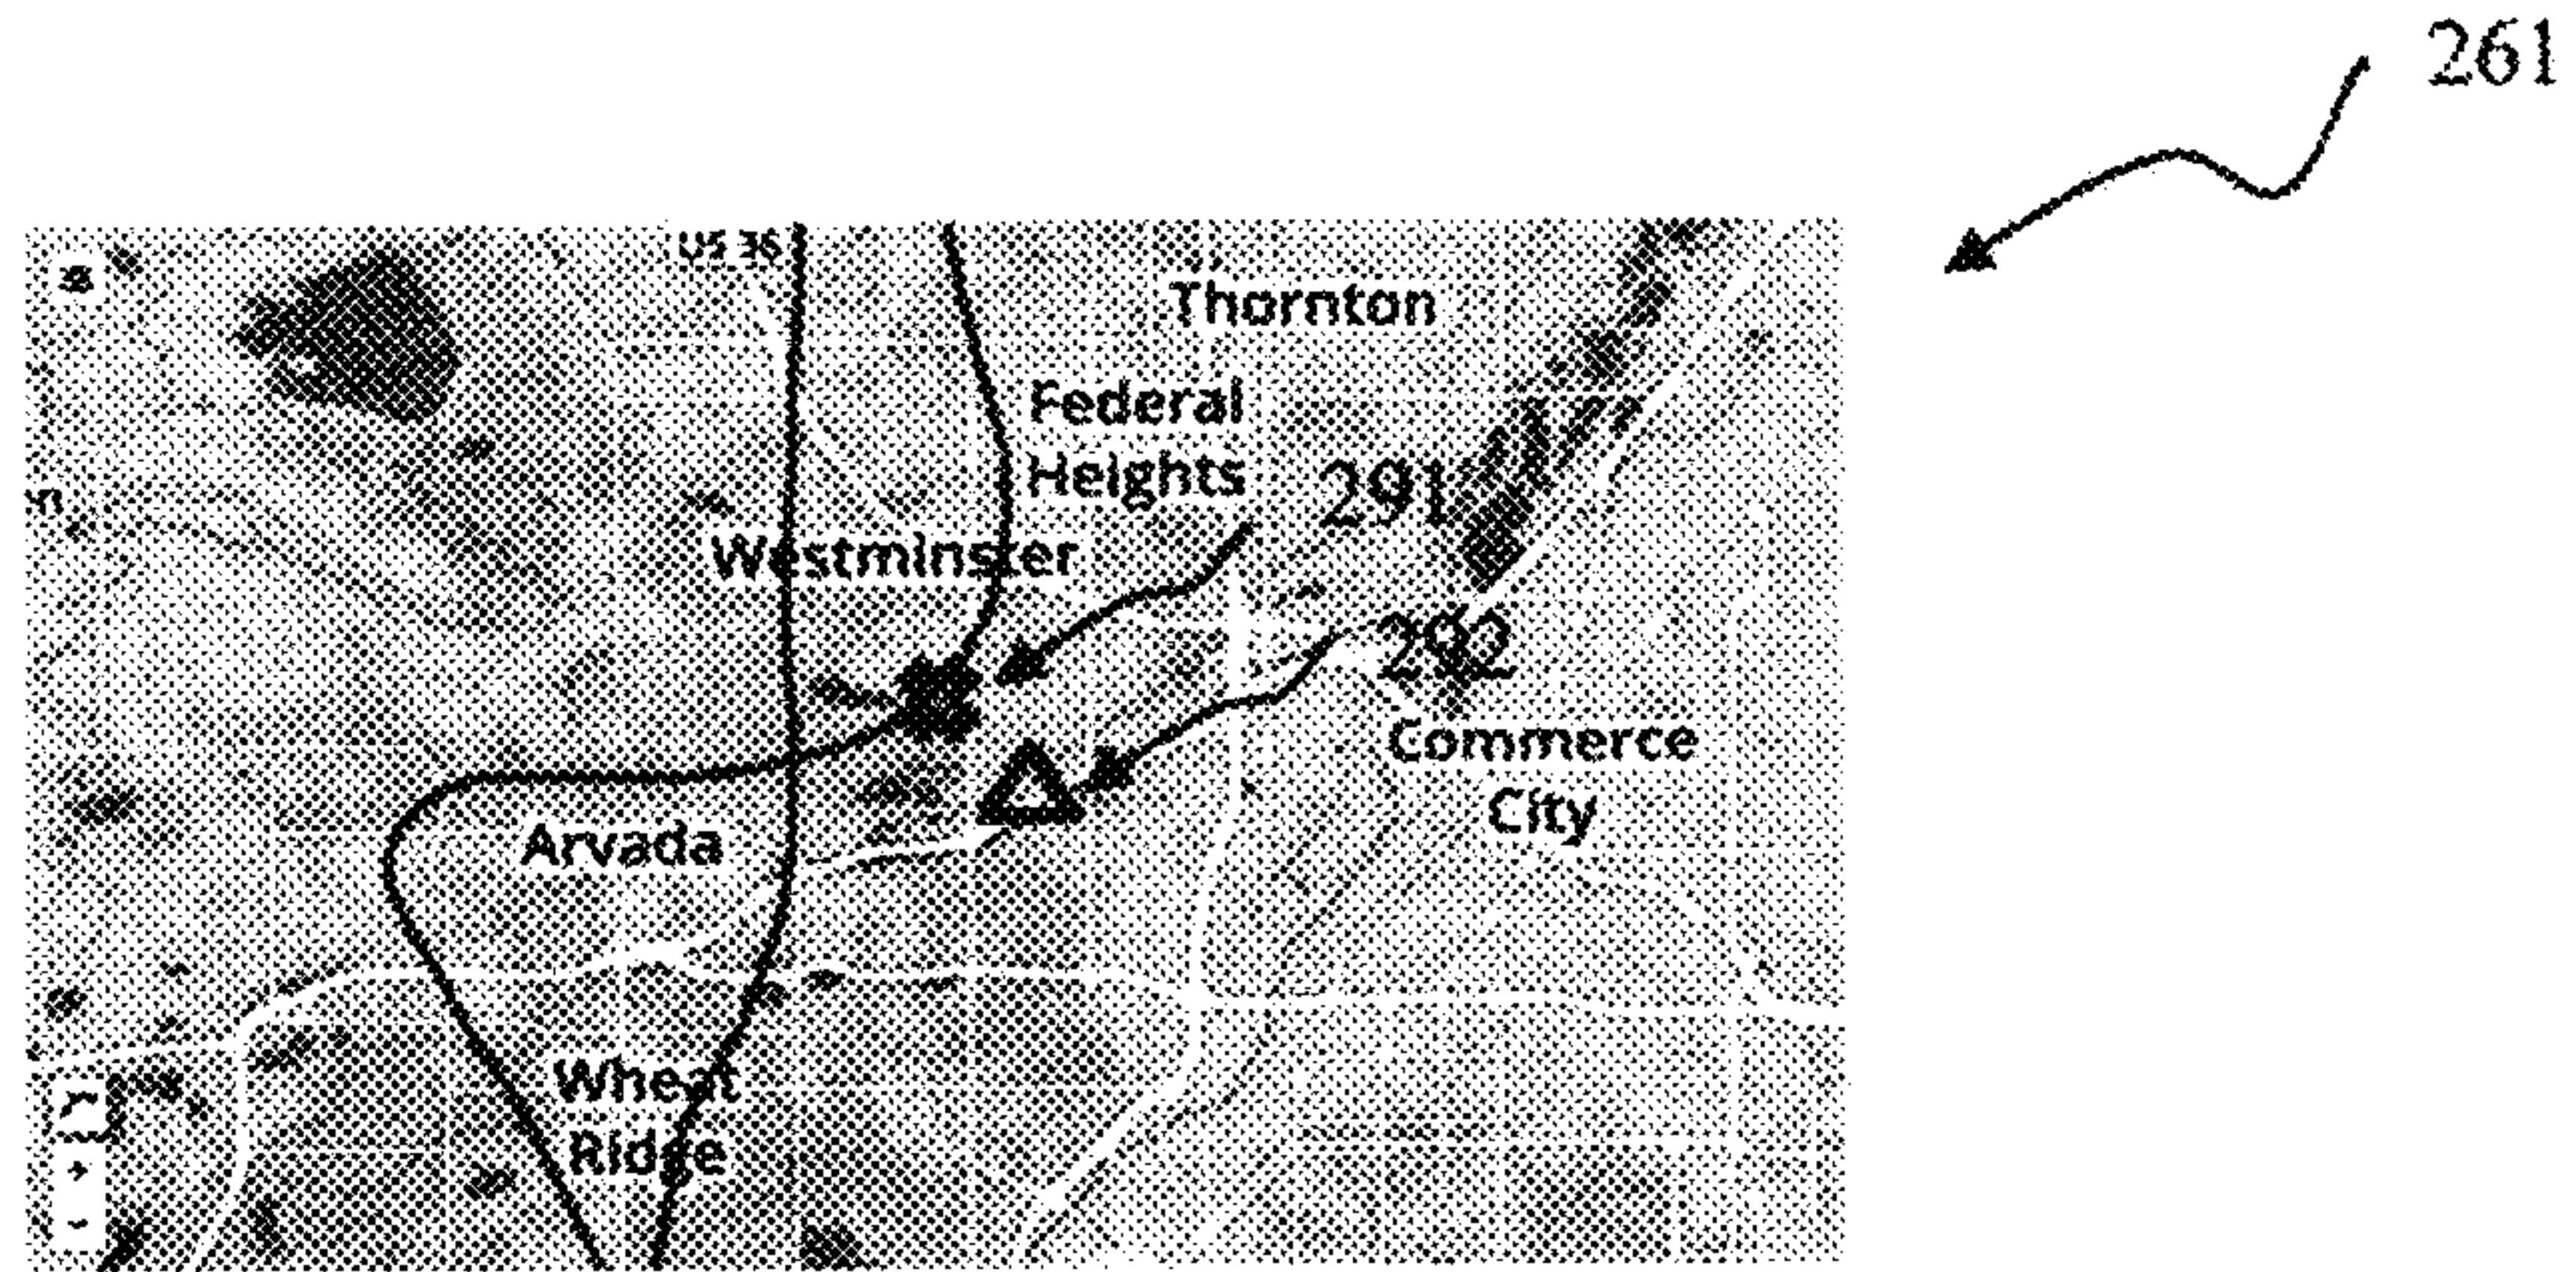 261
US 36
Thornton
Federal
Heights
291
Westminster
292
Commerce
City
Arvada
Wheat
Ridge
+
-